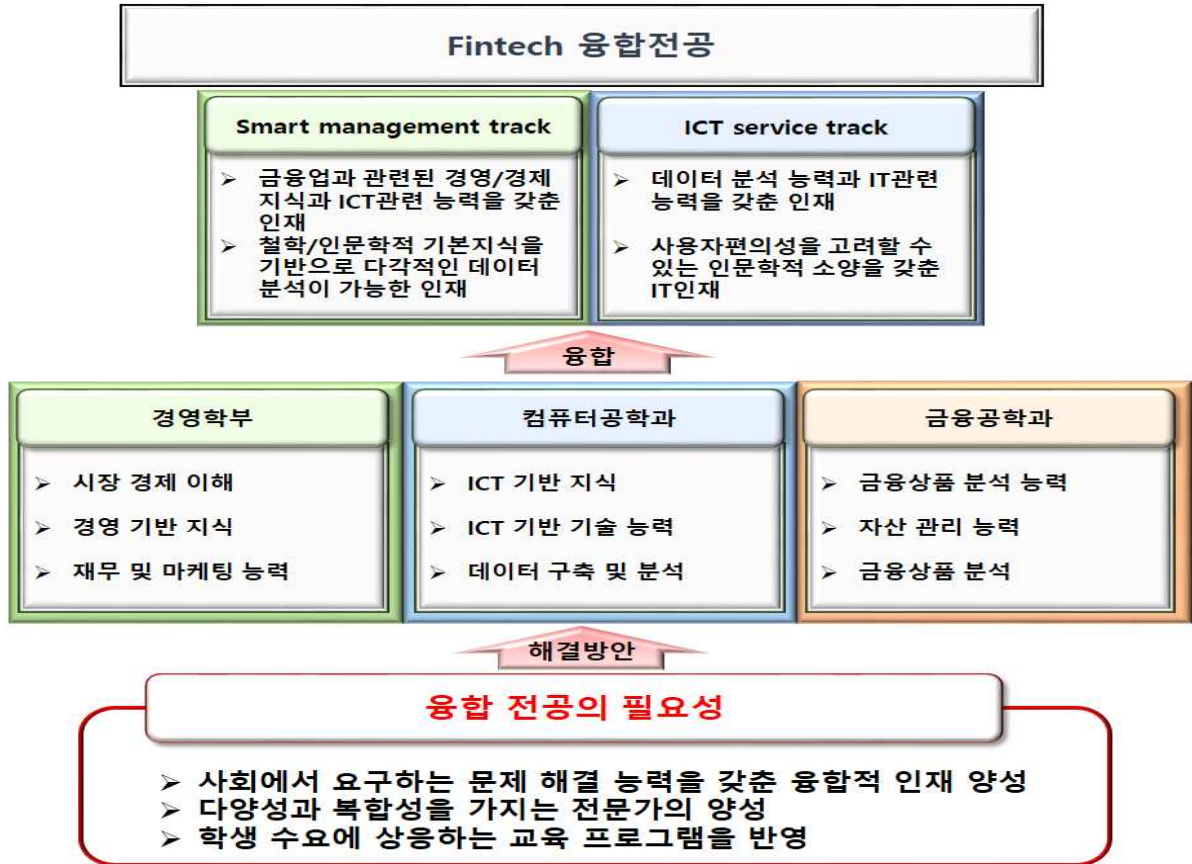 Fintech 융합전공
Smart management track
➢ 금융업과 관련된 경영/경제
지식과 ICT관련 능력을 갖춘
인재
➢ 철학/인문학적 기본지식을
기반으로 다각적인 데이터
분석이 가능한 인재
ICT service track
➢ 데이터 분석 능력과 IT관련
능력을 갖춘 인재
➢ 사용자편의성을 고려할 수
있는 인문학적 소양을 갖춘
IT인재
융합
경영학부
➢ 시장 경제 이해
➢ 경영 기반 지식
➢ 재무 및 마케팅 능력
컴퓨터공학과
➢ ICT 기반 지식
➢ ICT 기반 기술 능력
➢ 데이터 구축 및 분석
금융공학과
➢ 금융상품 분석 능력
➢ 자산 관리 능력
➢ 금융상품 분석
해결방안
융합 전공의 필요성
➢ 사회에서 요구하는 문제 해결 능력을 갖춘 융합적 인재 양성
➢ 다양성과 복합성을 가지는 전문가의 양성
➢ 학생 수요에 상응하는 교육 프로그램을 반영